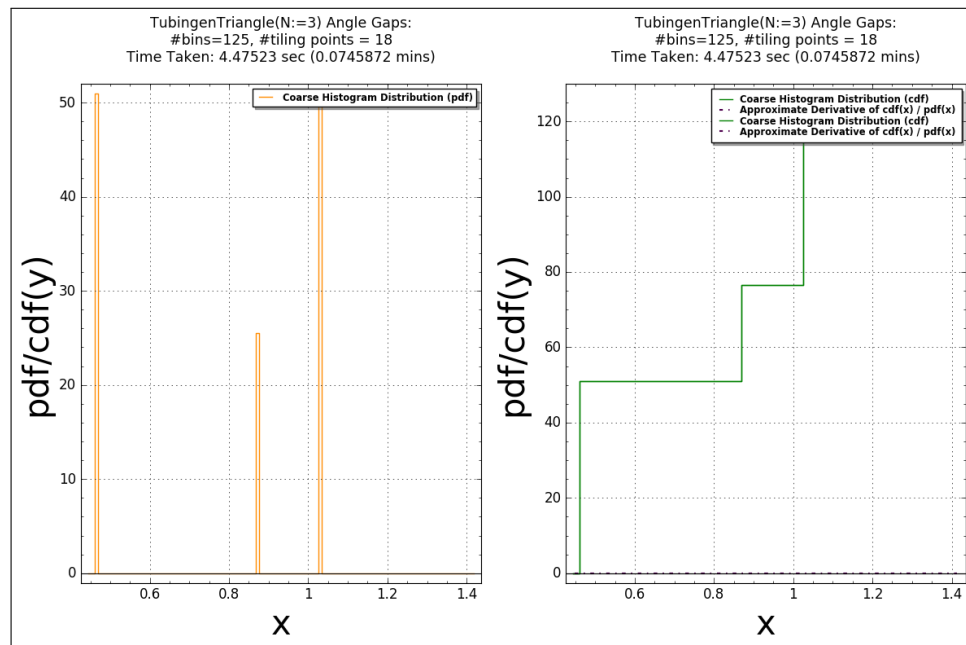 TubingenTriangle(N:=3) Angle Gaps:
#bins=125, #tiling points = 18
Time Taken: 4.47523 sec (0.0745872 mins)
Coarse Histogram Distribution (pdf)
50
40
30
20
10
0
0.6
0.8
1
1.2
1.4
x
pdf/cdf(y)
TubingenTriangle(N:=3) Angle Gaps:
#bins=125, #tiling points = 18
Time Taken: 4.47523 sec (0.0745872 mins)
Coarse Histogram Distribution (cdf)
Approximate Derivative of cdf(x) / pdf(x)
Coarse Histogram Distribution (cdf)
Approximate Derivative of cdf(x) / pdf(x)
120
100
80
60
40
20
0
0.6
0.8
1
1.2
1.4
x
pdf/cdf(y)